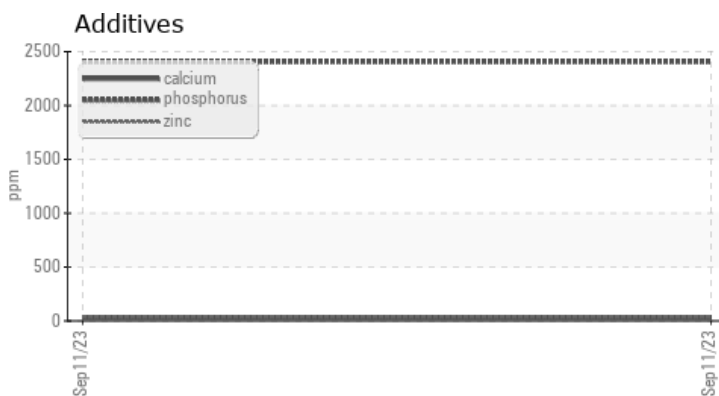 Additives
2500
2000
1500
1000
500
0
ppm
calcium
phosphorus
zinc
Sep11/23
Sep11/23